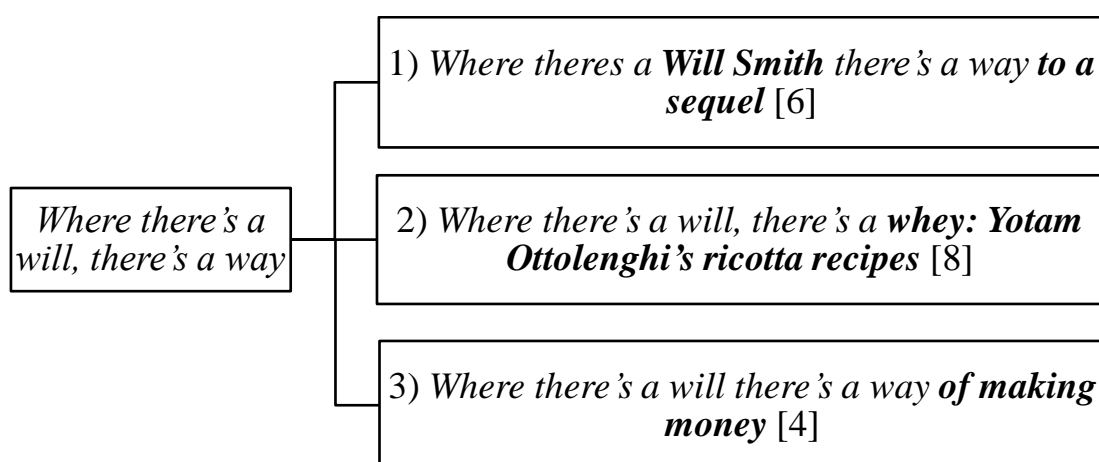 1) Where theres a Will Smith there’s a way to a
sequel [6]
Where there’s a
will, there’s a way
2) Where there’s a will, there’s a whey: Yotam
Ottolenghi’s ricotta recipes [8]
3) Where there’s a will there’s a way of making
money [4]